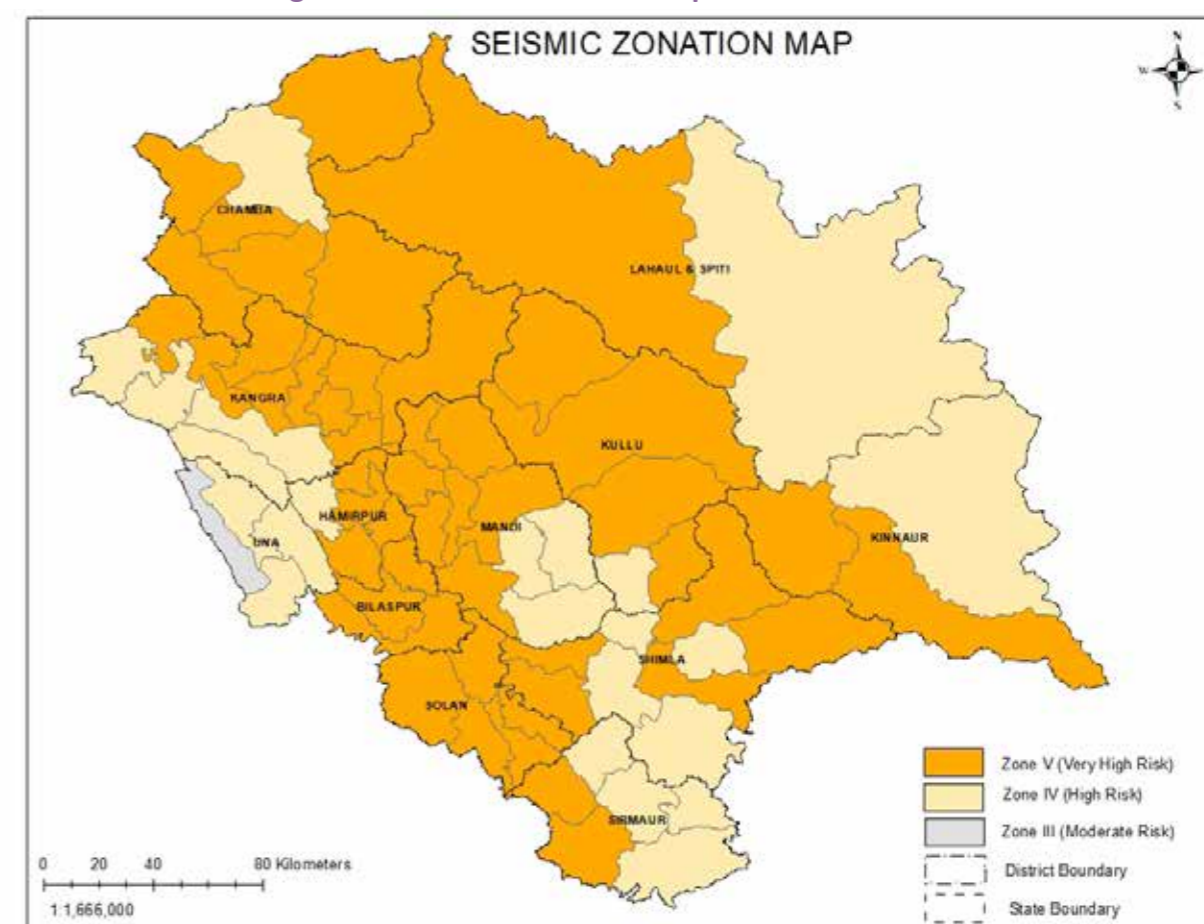 SEISMIC ZONATION MAP
N
W
S
CHAMBA
LAHAUL & SPITI
KANGRA
KULLU
HAMIRPUR
MANDI
UNA
KINNAUR
BILASPUR
SHIMLA
SOLAN
SIRMAUR
Zone V (Very High Risk)
Zone IV (High Risk)
Zone III (Moderate Risk)
District Boundary
State Boundary
0 20 40 80 Kilometers
1:1,666,000